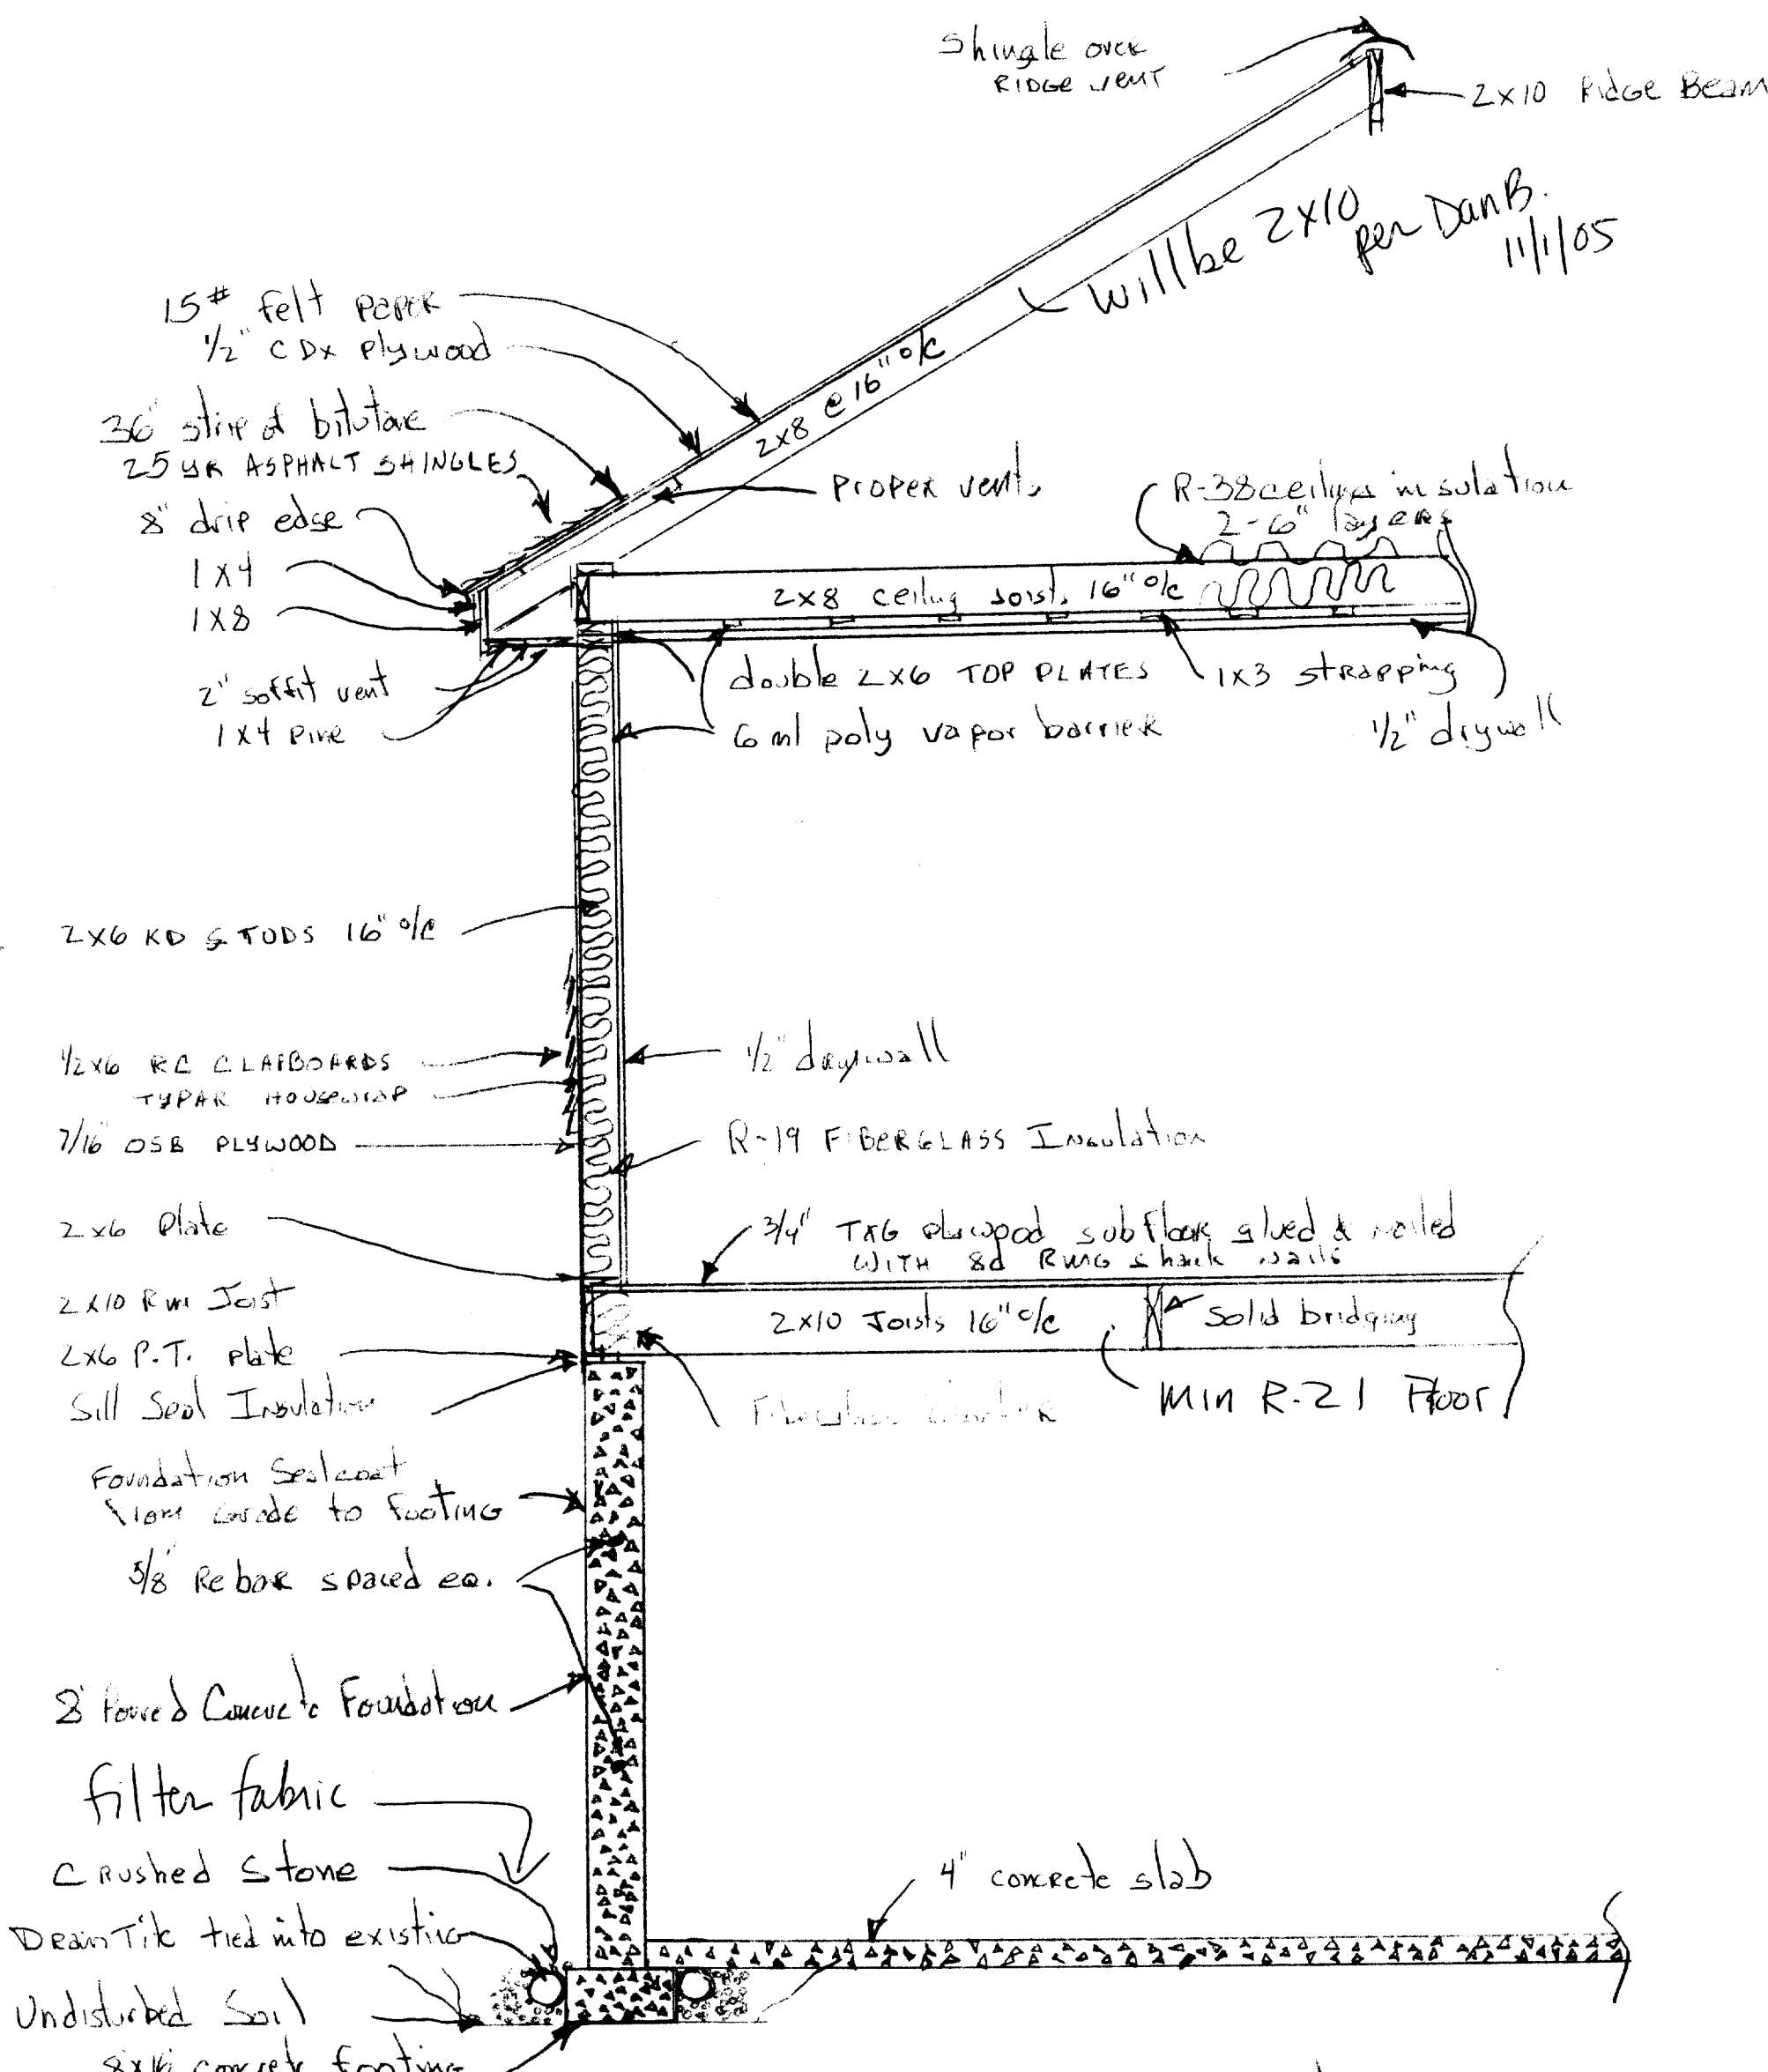 Shingle over
RIDGE VENT
2x10 Ridge Beam
will be 2x10
per Dan B.
11/1/05
15# felt paper
1/2" CDX plywood
2x8 @ 16" o/c
36" strip of
25 YR ASPHALT SHINGLES
8" drip edge
1x4
1x8
Proper vents
R-38 ceiling insulation
2-6" layers
2x8 ceiling joists 16" o/c
2" soffit vent
1x4 pine
double 2x6 TOP PLATES
1x3 strapping
6 ml poly vapor barrier
1/2" drywall
2x6 KD STUDS 16" o/c
1/2x6 RC CLAPBOARDS
TYPAR HOUSEWRAP
7/16" OSB PLYWOOD
1/2" drywall
R-19 FIBERGLASS Insulation
2x6 Plate
3/4" T&G plywood subfloor glued & nailed
WITH 8d RING shank nails
2x10 Rim Joist
2x6 P.T. plate
Sill Seal Insulation
2x10 Joists 16" o/c
Solid bridging
Min R-21 Floor
Fiberglass
Foundation Sealcoat
grade to footing
5/8" Rebar spaced eq.
8" Poured Concrete Foundation
filter fabric
Crushed Stone
Drain Tile tied into existing
Undisturbed Soil
4" concrete slab
8x16 concrete footing